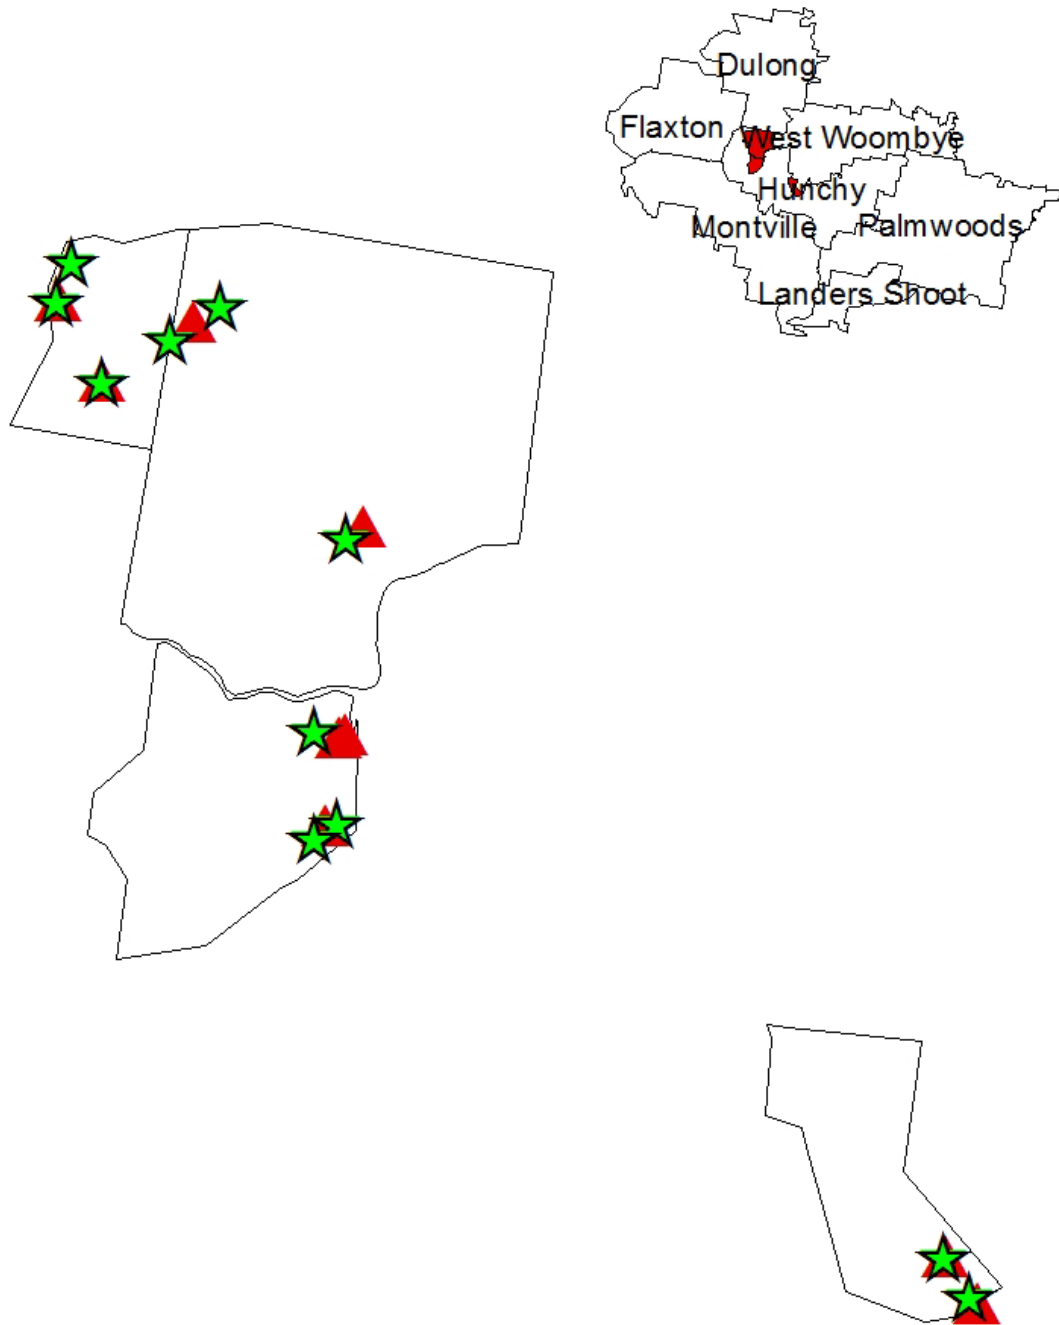 Dulong
Flaxton
West Woombye
Hunchy
Montville
Palmwoods
Landers Shoot